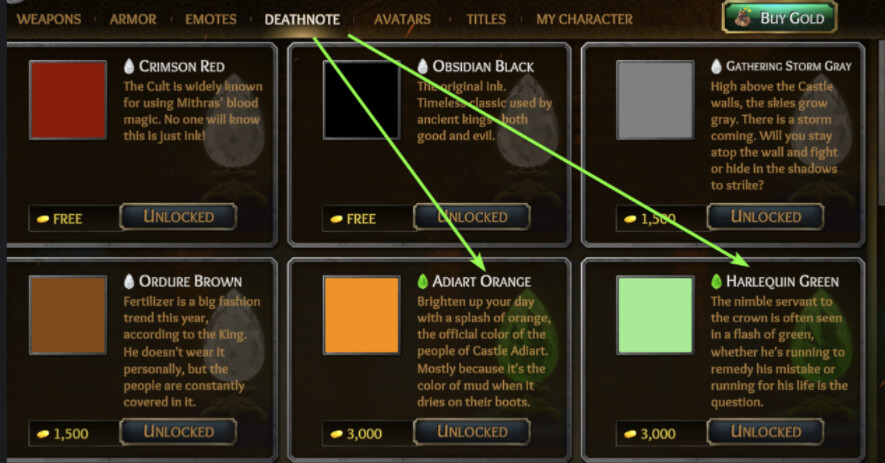 WEAPONS ARMOR EMOTES DEATHNOTE AVATARS TITLES MY CHARACTER BUY GOLD
CRIMSON RED
The Cult is widely known
for using Mithras' blood
magic. No one will know
this is just ink!
FREE UNLOCKED
OBSIDIAN BLACK
The original ink.
Timeless classic used by
ancient kings - both
good and evil.
FREE UNLOCKED
GATHERING STORM GRAY
High above the Castle
walls, the skies grow
gray. There is a storm
coming. Will you stay
atop the wall and fight
or hide in the shadows
to strike?
1,500 UNLOCKED
ORDURE BROWN
Fertilizer is a big fashion
trend this year,
according to the King.
He doesn't wear it
personally, but the
people are constantly
covered in it.
1,500 UNLOCKED
ADIART ORANGE
Brighten up your day
with a splash of orange,
the official color of the
people of Castle Adiart.
Mostly because it's the
color of mud when it
dries on their boots.
3,000 UNLOCKED
HARLEQUIN GREEN
The nimble servant to
the crown is often seen
in a flash of green,
whether he's running to
remedy his mistake or
running for his life is the
question.
3,000 UNLOCKED